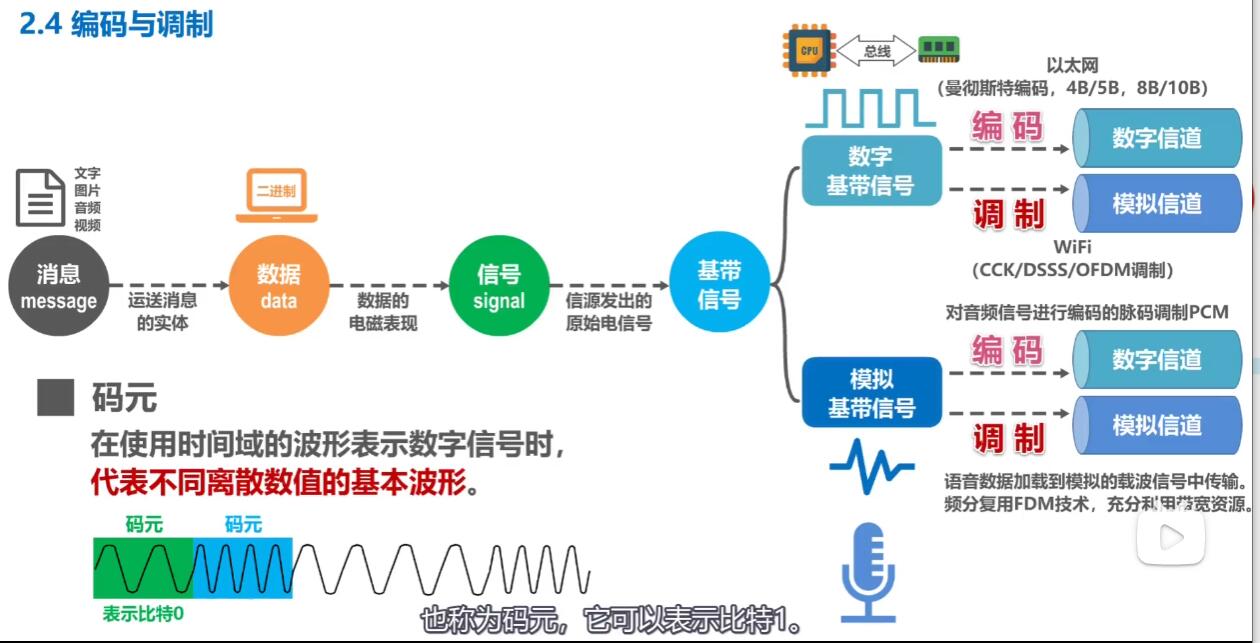 2.4 编码与调制
CPU
总线
以太网
（曼彻斯特编码，4B/5B，8B/10B）
编 码
数字信道
数字
基带信号
调 制
模拟信道
WiFi
（CCK/DSSS/OFDM调制）
文字
图片
音频
视频
二进制
消息
message
运送消息
的实体
数据
data
数据的
电磁表现
信号
signal
信源发出的
原始电信号
基带
信号
对音频信号进行编码的脉码调制PCM
编 码
数字信道
模拟
基带信号
调 制
模拟信道
语音数据加载到模拟的载波信号中传输。
频分复用FDM技术，充分利用带宽资源。
码元
在使用时间域的波形表示数字信号时，
代表不同离散数值的基本波形。
码元
码元
表示比特0
也称为码元，它可以表示比特1。